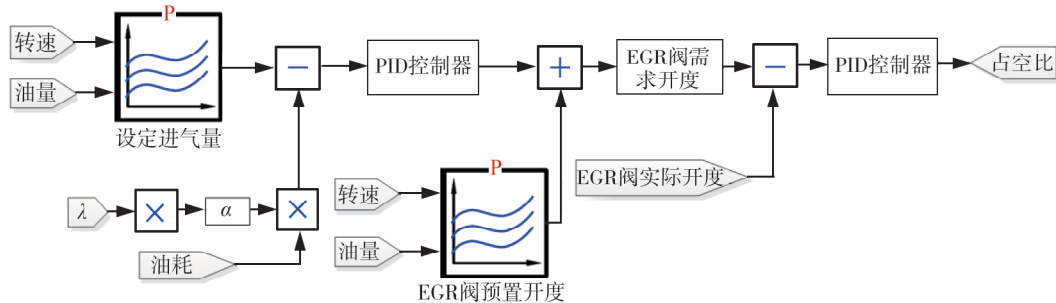 P
转速
油量
设定进气量
−
PID控制器
+
EGR阀需
求开度
−
PID控制器
占空比
EGR阀实际开度
λ
×
α
×
油耗
P
转速
油量
EGR阀预置开度